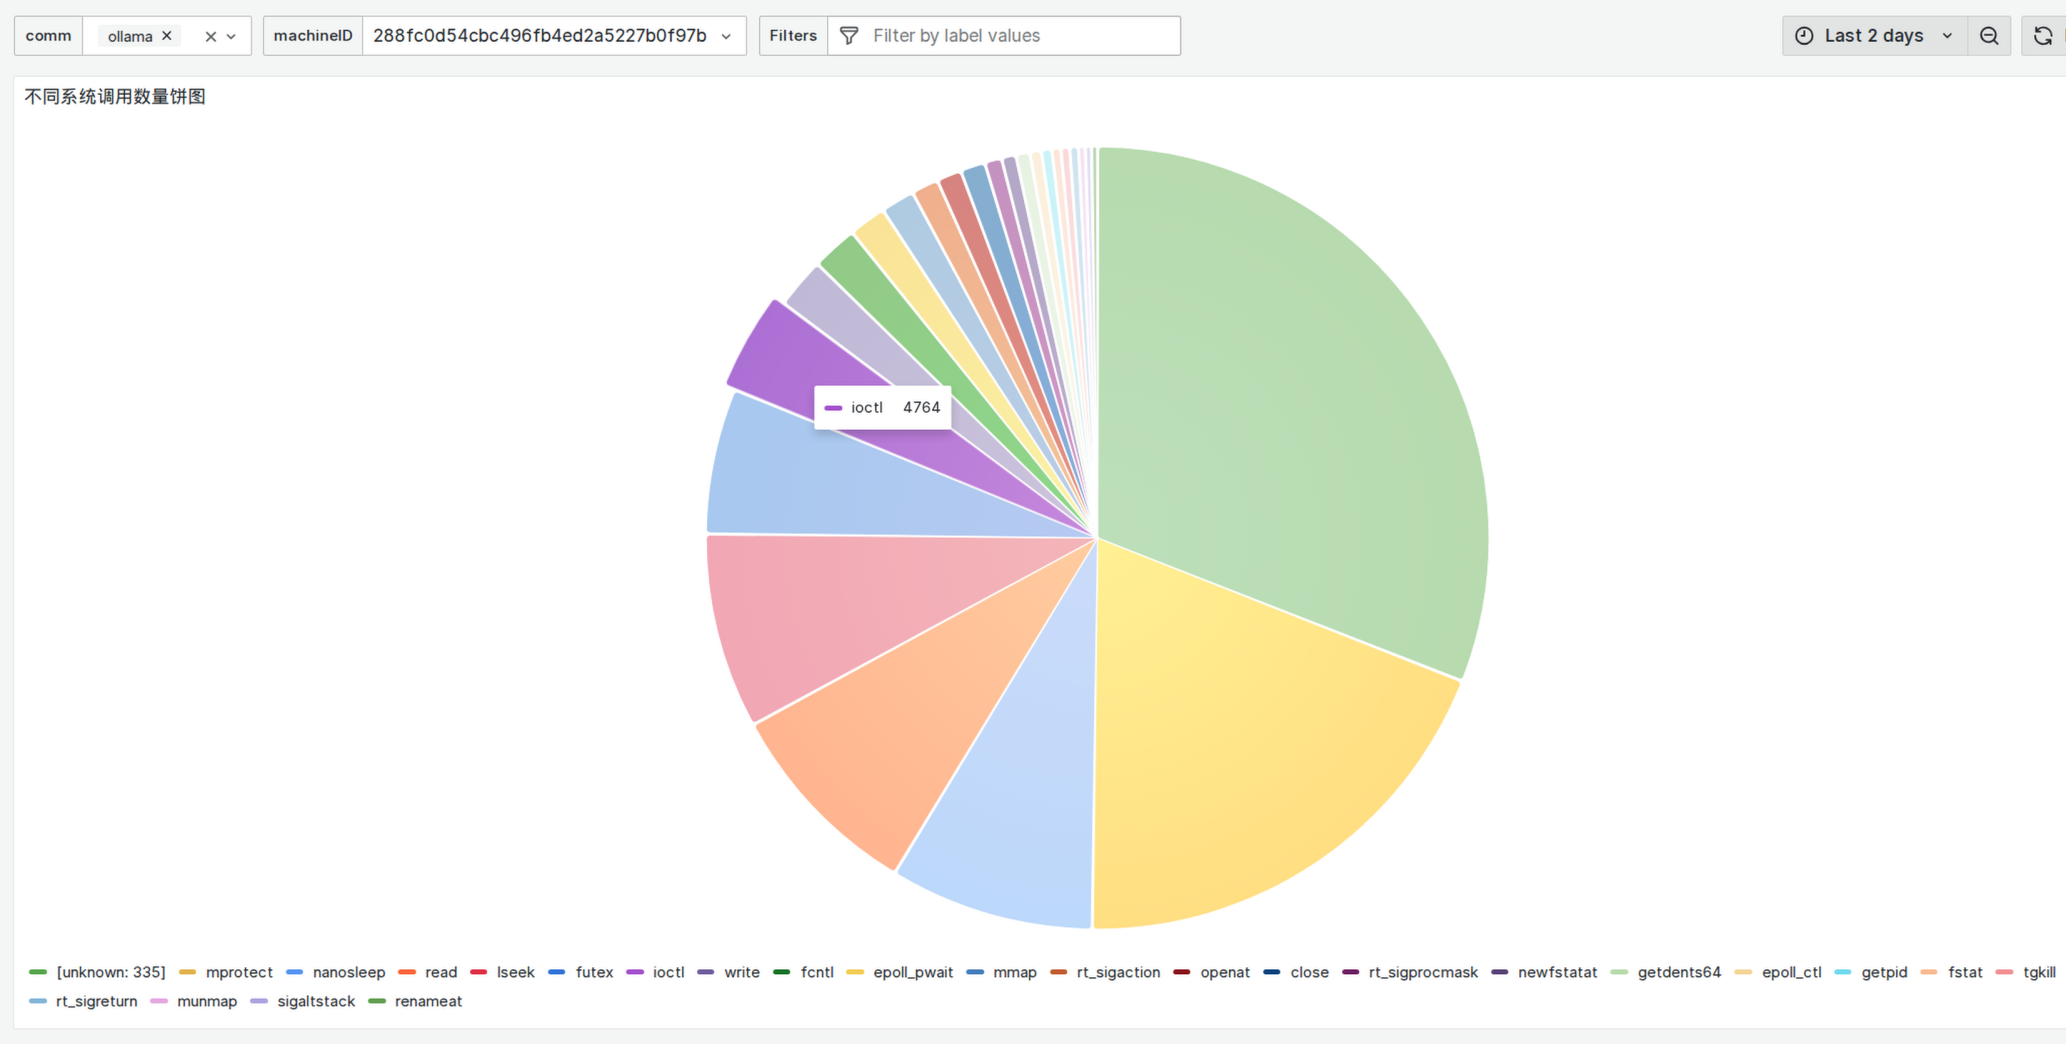 comm ollama machineID 288fc0d54cbc496fb4ed2a5227b0f97b Filters Filter by label values Last 2 days
不同系统调用数量饼图
ioctl 4764
[unknown: 335] mprotect nanosleep read lseek futex ioctl write fcntl epoll_pwait mmap rt_sigaction openat close rt_sigprocmask newfstatat getdents64 epoll_ctl getpid fstat tgkill
rt_sigreturn munmap sigaltstack renameat